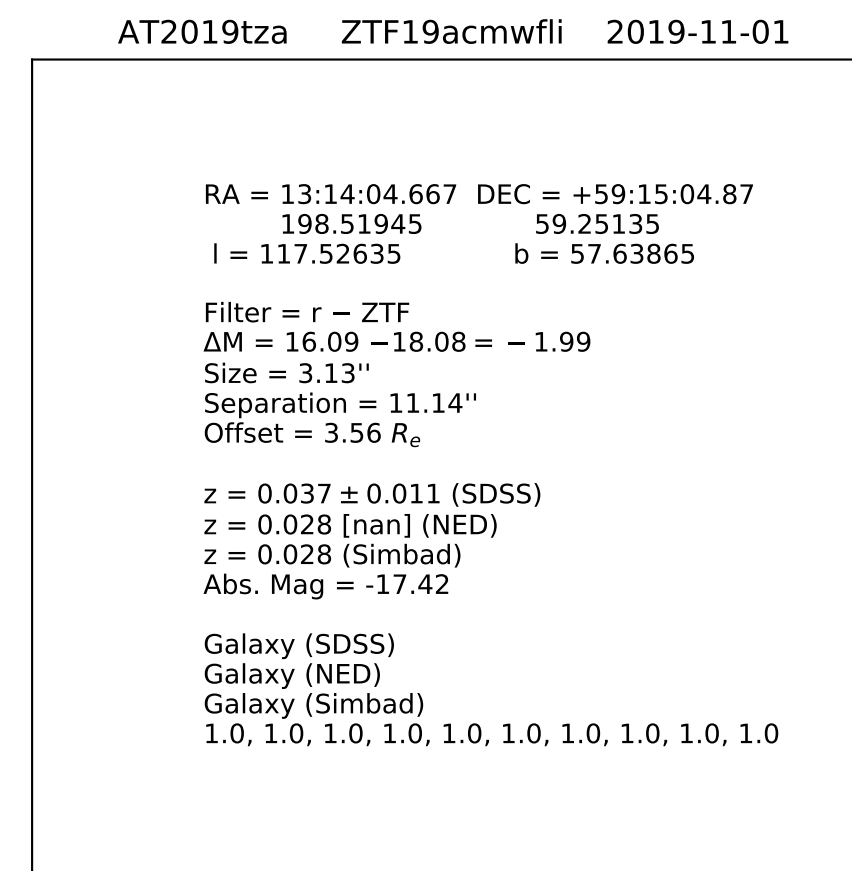 AT2019tza ZTF19acmwfli 2019-11-01
RA = 13:14:04.667 DEC = +59:15:04.87
198.51945 59.25135
l = 117.52635 b = 57.63865
Filter = r − ZTF
ΔM = 16.09 −18.08 = − 1.99
Size = 3.13''
Separation = 11.14''
Offset = 3.56 Re
z = 0.037 ± 0.011 (SDSS)
z = 0.028 [nan] (NED)
z = 0.028 (Simbad)
Abs. Mag = -17.42
Galaxy (SDSS)
Galaxy (NED)
Galaxy (Simbad)
1.0, 1.0, 1.0, 1.0, 1.0, 1.0, 1.0, 1.0, 1.0, 1.0